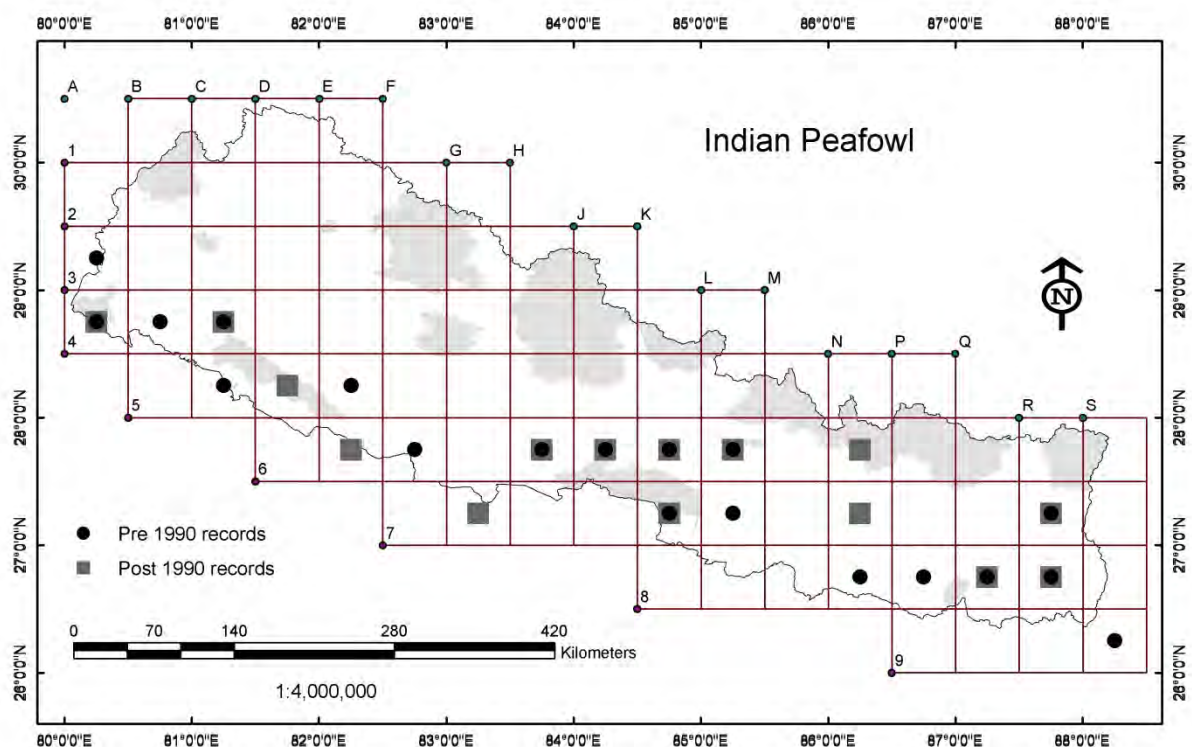 80°0'0"E 81°0'0"E 82°0'0"E 83°0'0"E 84°0'0"E 85°0'0"E 86°0'0"E 87°0'0"E 88°0'0"E
A B C D E F
Indian Peafowl
30°0'0"N 1 G H 30°0'0"N
2 J K
29°0'0"N 3 L M 29°0'0"N
N
4 N P Q
28°0'0"N 5 R S 28°0'0"N
6
Pre 1990 records
27°0'0"N 7 27°0'0"N
Post 1990 records
8
0 70 140 280 420
Kilometers
26°0'0"N 9 26°0'0"N
1:4,000,000
80°0'0"E 81°0'0"E 82°0'0"E 83°0'0"E 84°0'0"E 85°0'0"E 86°0'0"E 87°0'0"E 88°0'0"E